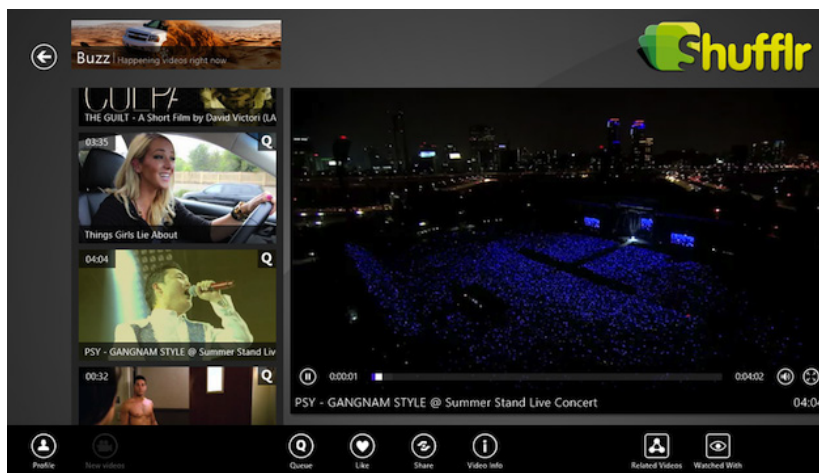 Buzz | Happening videos right now
Shufflr
CULPA
THE GUILT - A Short Film by David Victori (LA
03:35
Q
Things Girls Lie About
04:04
Q
PSY - GANGNAM STYLE @ Summer Stand Liv
00:32
Q
0:00:01
0:04:02
PSY - GANGNAM STYLE @ Summer Stand Live Concert
04:04
Profile
New videos
Q
Queue
Like
Share
Video Info
Related Videos
Watched With